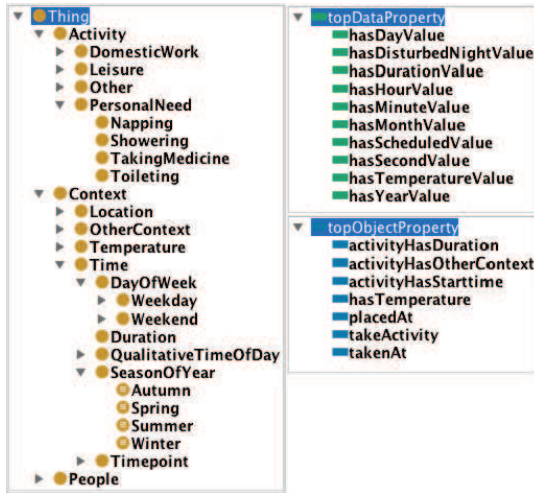 Thing
Activity
DomesticWork
Leisure
Other
PersonalNeed
Napping
Showering
TakingMedicine
Toileting
Context
Location
OtherContext
Temperature
Time
DayOfWeek
Weekday
Weekend
Duration
QualitativeTimeOfDay
SeasonOfYear
Autumn
Spring
Summer
Winter
Timepoint
People
topDataProperty
hasDayValue
hasDisturbedNightValue
hasDurationValue
hasHourValue
hasMinuteValue
hasMonthValue
hasScheduledValue
hasSecondValue
hasTemperatureValue
hasYearValue
topObjectProperty
activityHasDuration
activityHasOtherContext
activityHasStarttime
hasTemperature
placedAt
takeActivity
takenAt